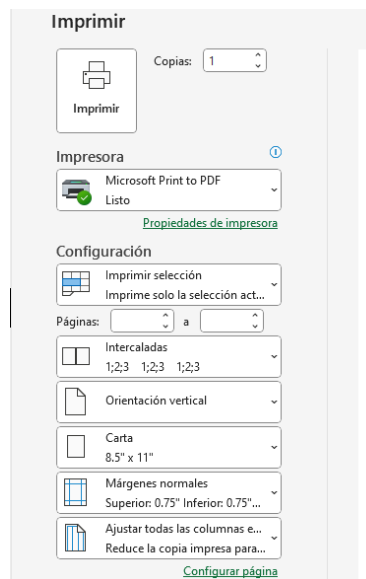 Imprimir
Copias: 1
Imprimir
Impresora
Microsoft Print to PDF
Listo
Propiedades de impresora
Configuración
Imprimir selección
Imprime solo la selección act...
Páginas: a
Intercaladas
1;2;3 1;2;3 1;2;3
Orientación vertical
Carta
8.5" x 11"
Márgenes normales
Superior: 0.75" Inferior: 0.75"...
Ajustar todas las columnas e...
Reduce la copia impresa para...
Configurar página